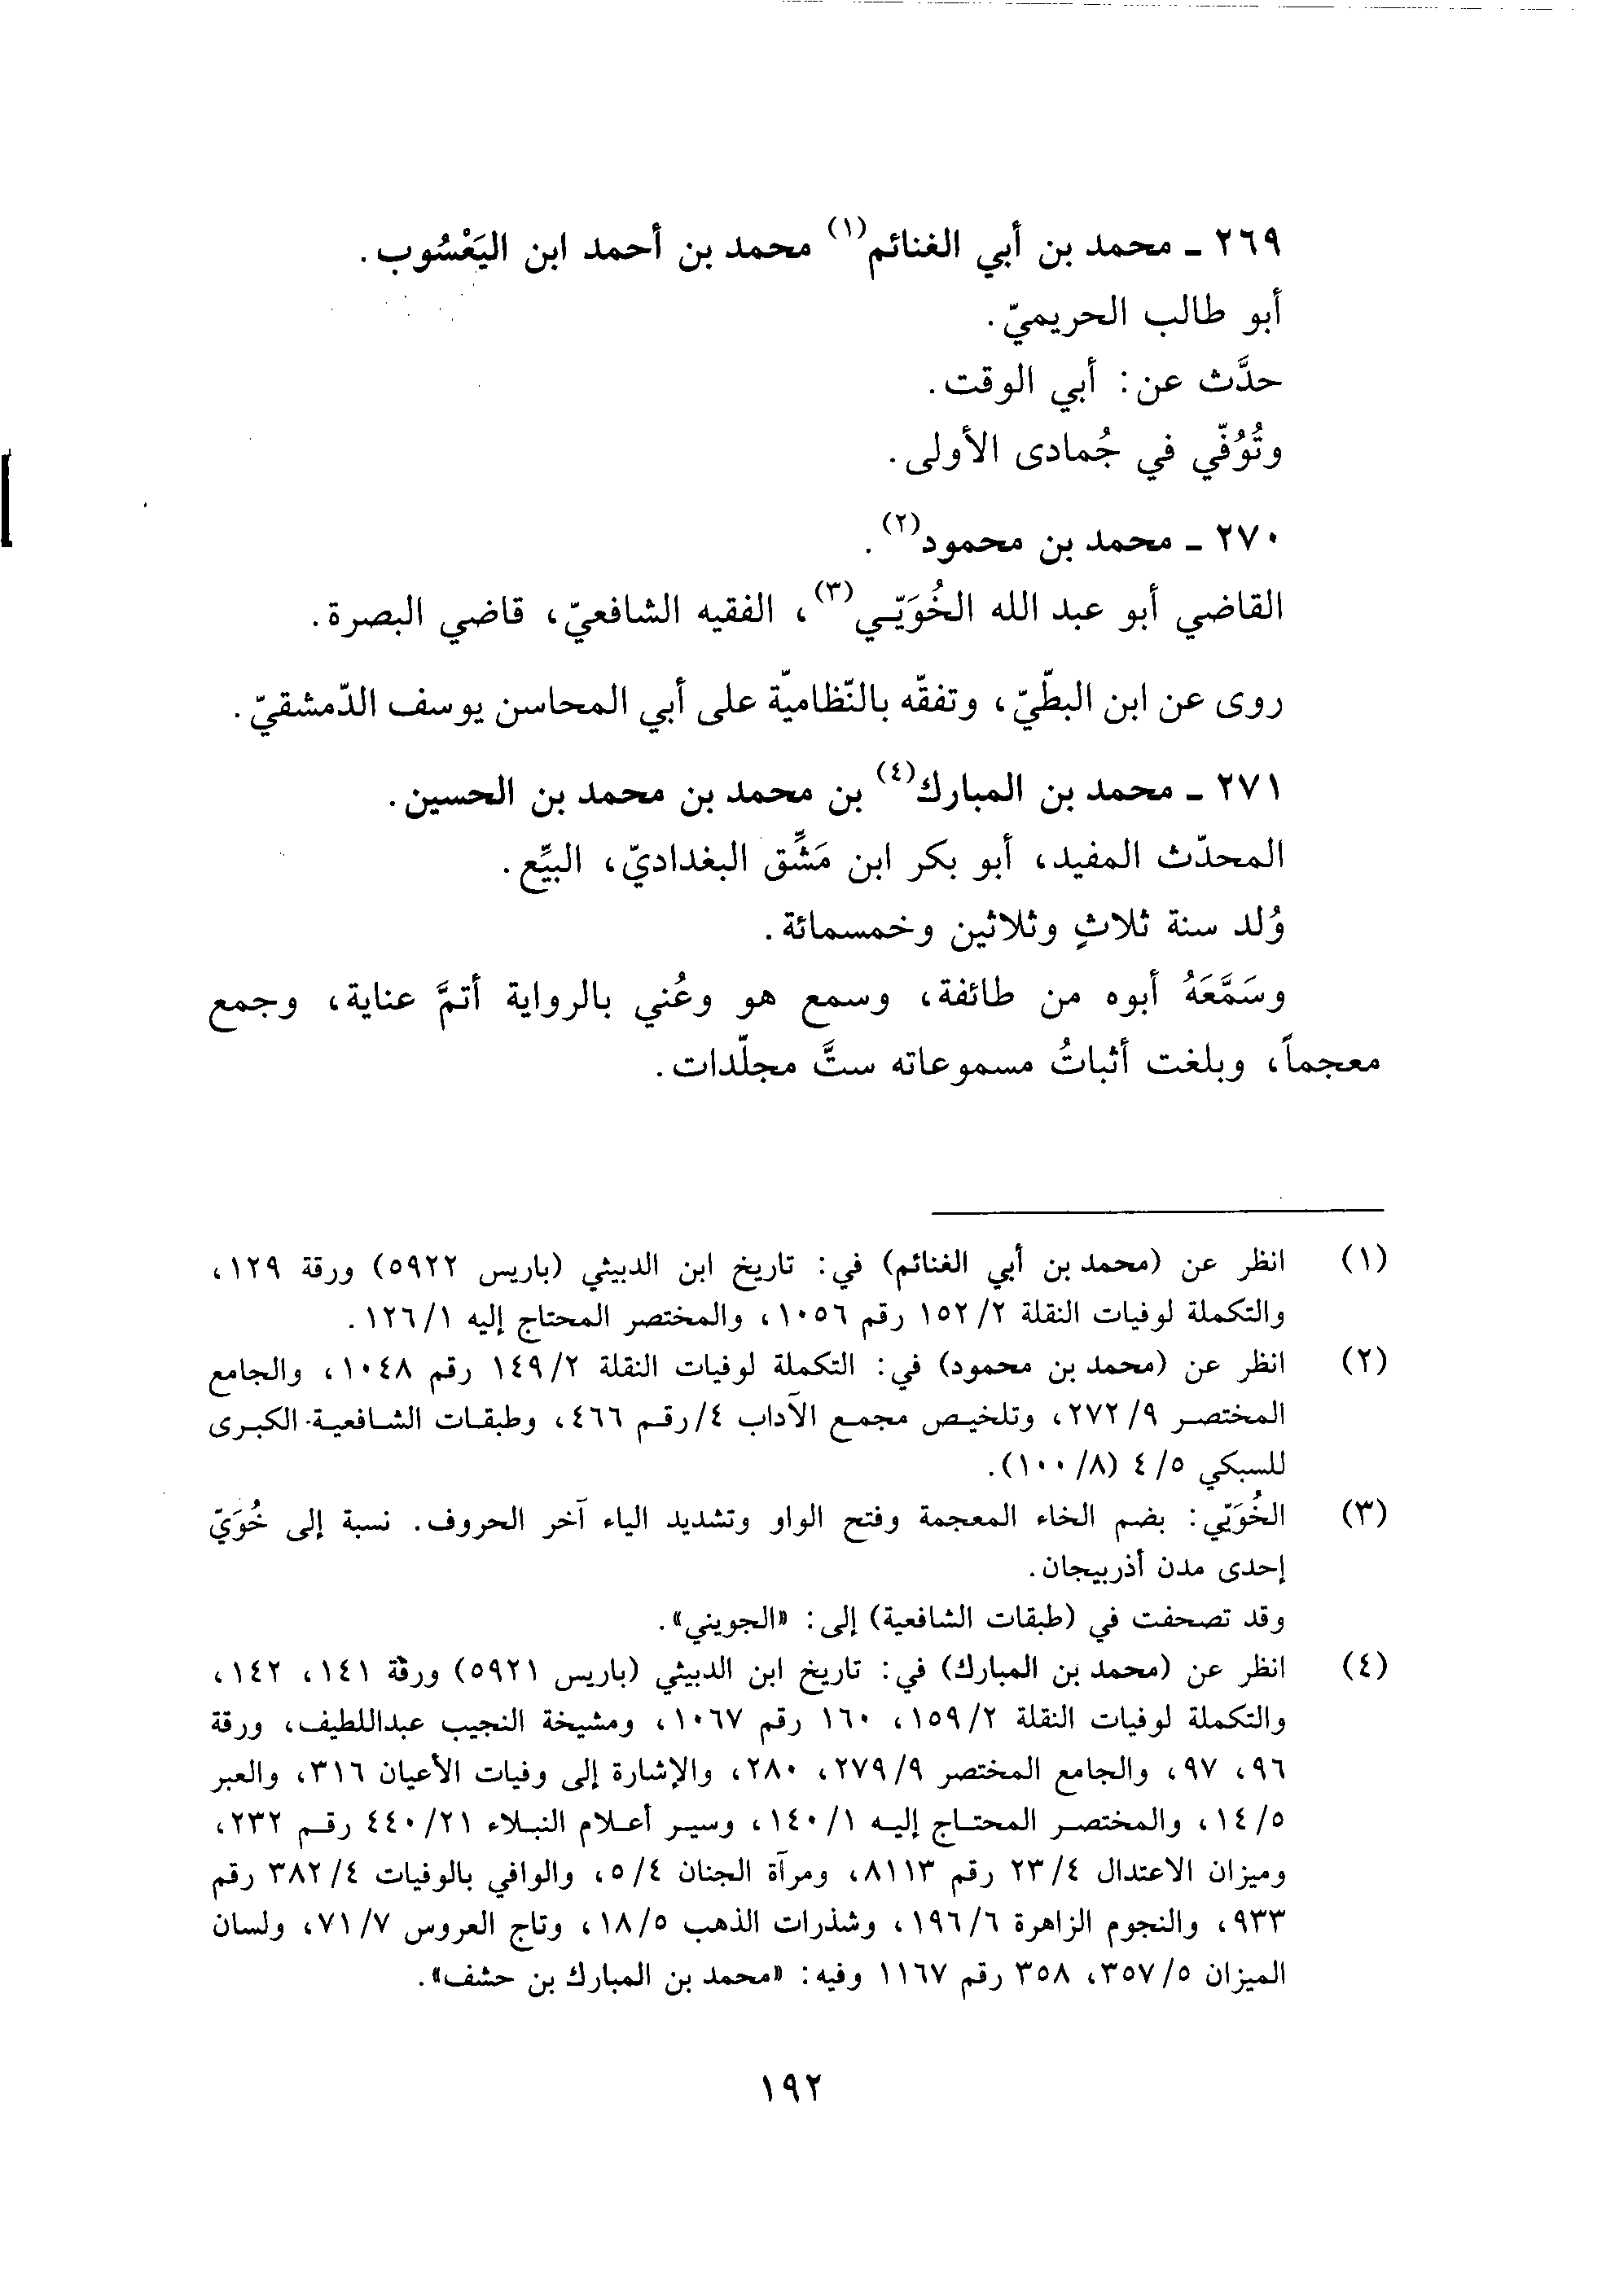 ٢٦٩ ـ محمد بن أبي الغنائم(١) محمد بن أحمد ابن اليَعْسُوب.
أبو طالب الحريميّ.
حدَّث عن: أبي الوقت.
وتُوُفّي في جُمادى الأولى.
٢٧٠ ـ محمد بن محمود(٢).
القاضي أبو عبد الله الخُوَيّـي(٣)، الفقيه الشافعيّ، قاضي البصرة.
روى عن ابن البطّيّ، وتفقّه بالنّظاميّة على أبي المحاسن يوسف الدّمشقيّ.
٢٧١ ـ محمد بن المبارك(٤) بن محمد بن محمد بن الحسين.
المحدّث المفيد، أبو بكر ابن مَشِّق البغداديّ، البيِّع.
وُلد سنة ثلاثٍ وثلاثين وخمسمائة.
وسَمَّعَهُ أبوه من طائفة، وسمع هو وعُني بالرواية أتمَّ عناية، وجمع
معجماً، وبلغت أثباتُ مسموعاته ستَّ مجلّدات.
(١) انظر عن (محمد بن أبي الغنائم) في: تاريخ ابن الدبيثي (باريس ٥٩٢٢) ورقة ١٢٩،
والتكملة لوفيات النقلة ١٥٢/٢ رقم ١٠٥٦، والمختصر المحتاج إليه ١٢٦/١.
(٢) انظر عن (محمد بن محمود) في: التكملة لوفيات النقلة ١٤٩/٢ رقم ١٠٤٨، والجامع
المختصر ٢٧٢/٩، وتلخيص مجمع الآداب ٤/رقم ٤٦٦، وطبقات الشافعية الكبرى
للسبكي ٤/٥ (١٠٠/٨).
(٣) الخُوَيّي: بضم الخاء المعجمة وفتح الواو وتشديد الياء آخر الحروف. نسبة إلى خُوَيّ
إحدى مدن أذربيجان.
وقد تصحفت في (طبقات الشافعية) إلى: «الجويني».
(٤) انظر عن (محمد بن المبارك) في: تاريخ ابن الدبيثي (باريس ٥٩٢١) ورقة ١٤١، ١٤٢،
والتكملة لوفيات النقلة ١٥٩/٢، ١٦٠ رقم ١٠٦٧، ومشيخة النجيب عبداللطيف، ورقة
٩٦، ٩٧، والجامع المختصر ٢٧٩/٩، ٢٨٠، والإشارة إلى وفيات الأعيان ٣١٦، والعبر
١٤/٥، والمختصر المحتاج إليه ١٤٠/١، وسير أعلام النبلاء ٤٤٠/٢١ رقم ٢٣٢،
وميزان الاعتدال ٢٣/٤ رقم ٨١١٣، ومرآة الجنان ٥/٤، والوافي بالوفيات ٣٨٢/٤ رقم
٩٣٣، والنجوم الزاهرة ١٩٦/٦، وشذرات الذهب ١٨/٥، وتاج العروس ٧١/٧، ولسان
الميزان ٣٥٧/٥، ٣٥٨ رقم ١١٦٧ وفيه: «محمد بن المبارك بن حشف».
١٩٢